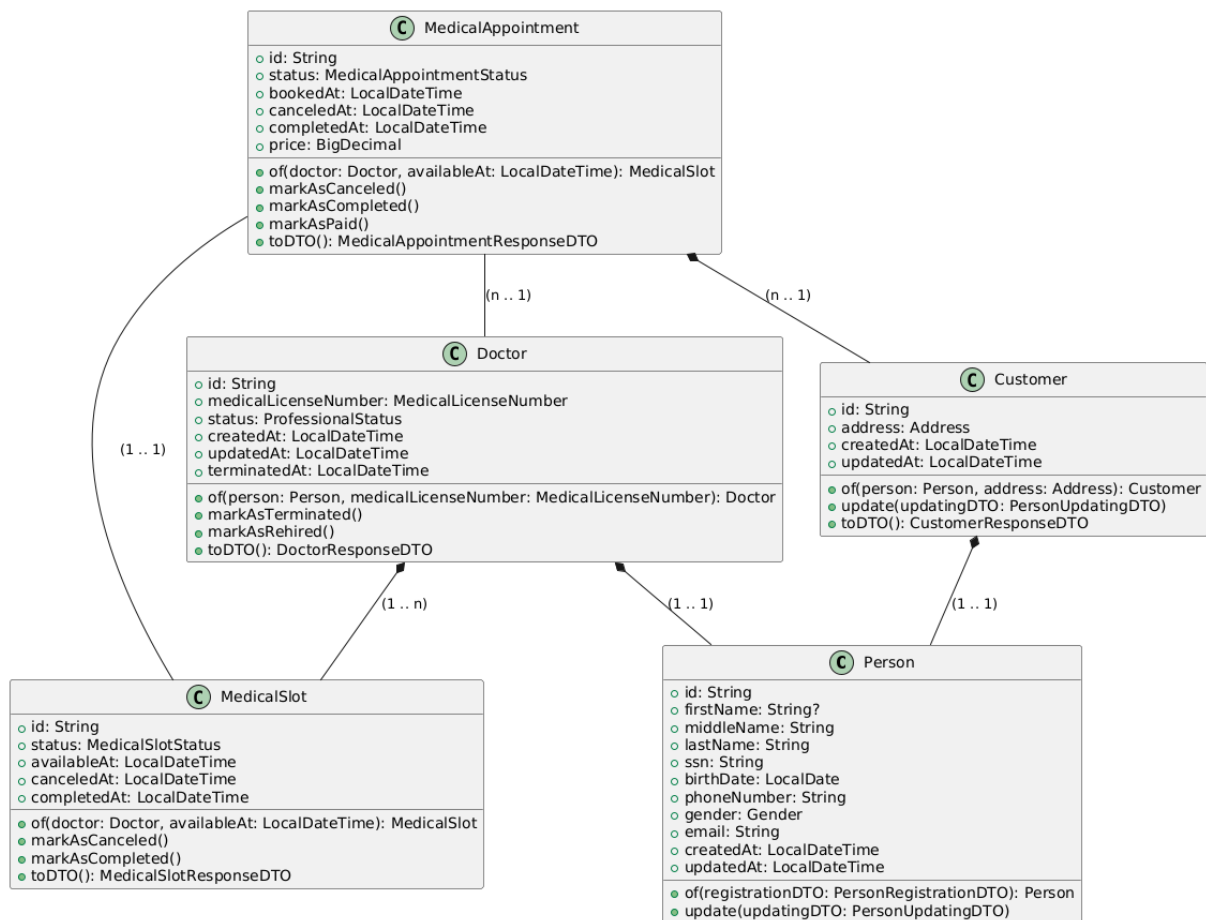 C MedicalAppointment
id: String
status: MedicalAppointmentStatus
bookedAt: LocalDateTime
canceledAt: LocalDateTime
completedAt: LocalDateTime
price: BigDecimal
of(doctor: Doctor, availableAt: LocalDateTime): MedicalSlot
markAsCanceled()
markAsCompleted()
markAsPaid()
toDTO(): MedicalAppointmentResponseDTO
(n .. 1)
(n .. 1)
(1 .. 1)
C Doctor
id: String
medicalLicenseNumber: MedicalLicenseNumber
status: ProfessionalStatus
createdAt: LocalDateTime
updatedAt: LocalDateTime
terminatedAt: LocalDateTime
of(person: Person, medicalLicenseNumber: MedicalLicenseNumber): Doctor
markAsTerminated()
markAsRehired()
toDTO(): DoctorResponseDTO
C Customer
id: String
address: Address
createdAt: LocalDateTime
updatedAt: LocalDateTime
of(person: Person, address: Address): Customer
update(updatingDTO: PersonUpdatingDTO)
toDTO(): CustomerResponseDTO
(1 .. n)
(1 .. 1)
(1 .. 1)
C MedicalSlot
id: String
status: MedicalSlotStatus
availableAt: LocalDateTime
canceledAt: LocalDateTime
completedAt: LocalDateTime
of(doctor: Doctor, availableAt: LocalDateTime): MedicalSlot
markAsCanceled()
markAsCompleted()
toDTO(): MedicalSlotResponseDTO
C Person
id: String
firstName: String?
middleName: String
lastName: String
ssn: String
birthDate: LocalDate
phoneNumber: String
gender: Gender
email: String
createdAt: LocalDateTime
updatedAt: LocalDateTime
of(registrationDTO: PersonRegistrationDTO): Person
update(updatingDTO: PersonUpdatingDTO)